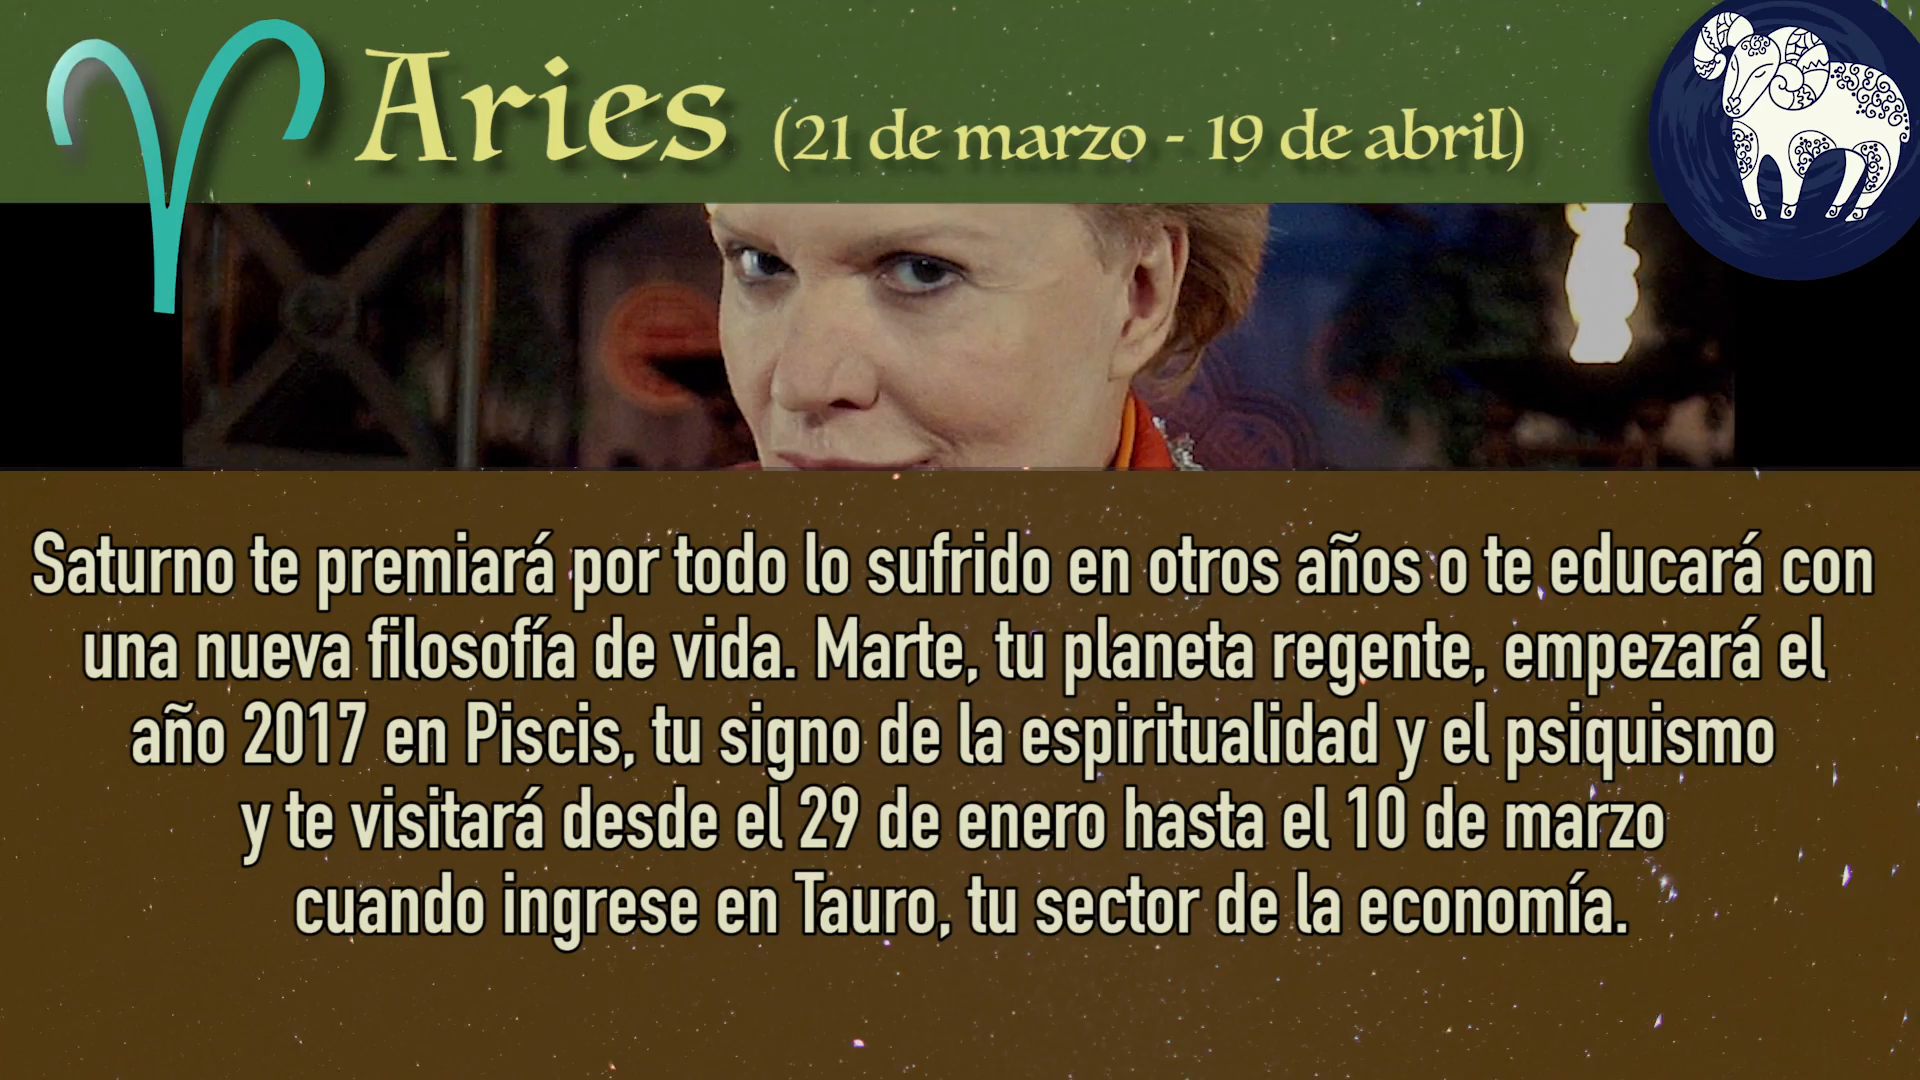 Aries (21 de marzo - 19 de abril)
Saturno te premiará por todo lo sufrido en otros años o te educará con
una nueva filosofía de vida. Marte, tu planeta regente, empezará el
año 2017 en Piscis, tu signo de la espiritualidad y el psiquismo
y te visitará desde el 29 de enero hasta el 10 de marzo
cuando ingrese en Tauro, tu sector de la economía.